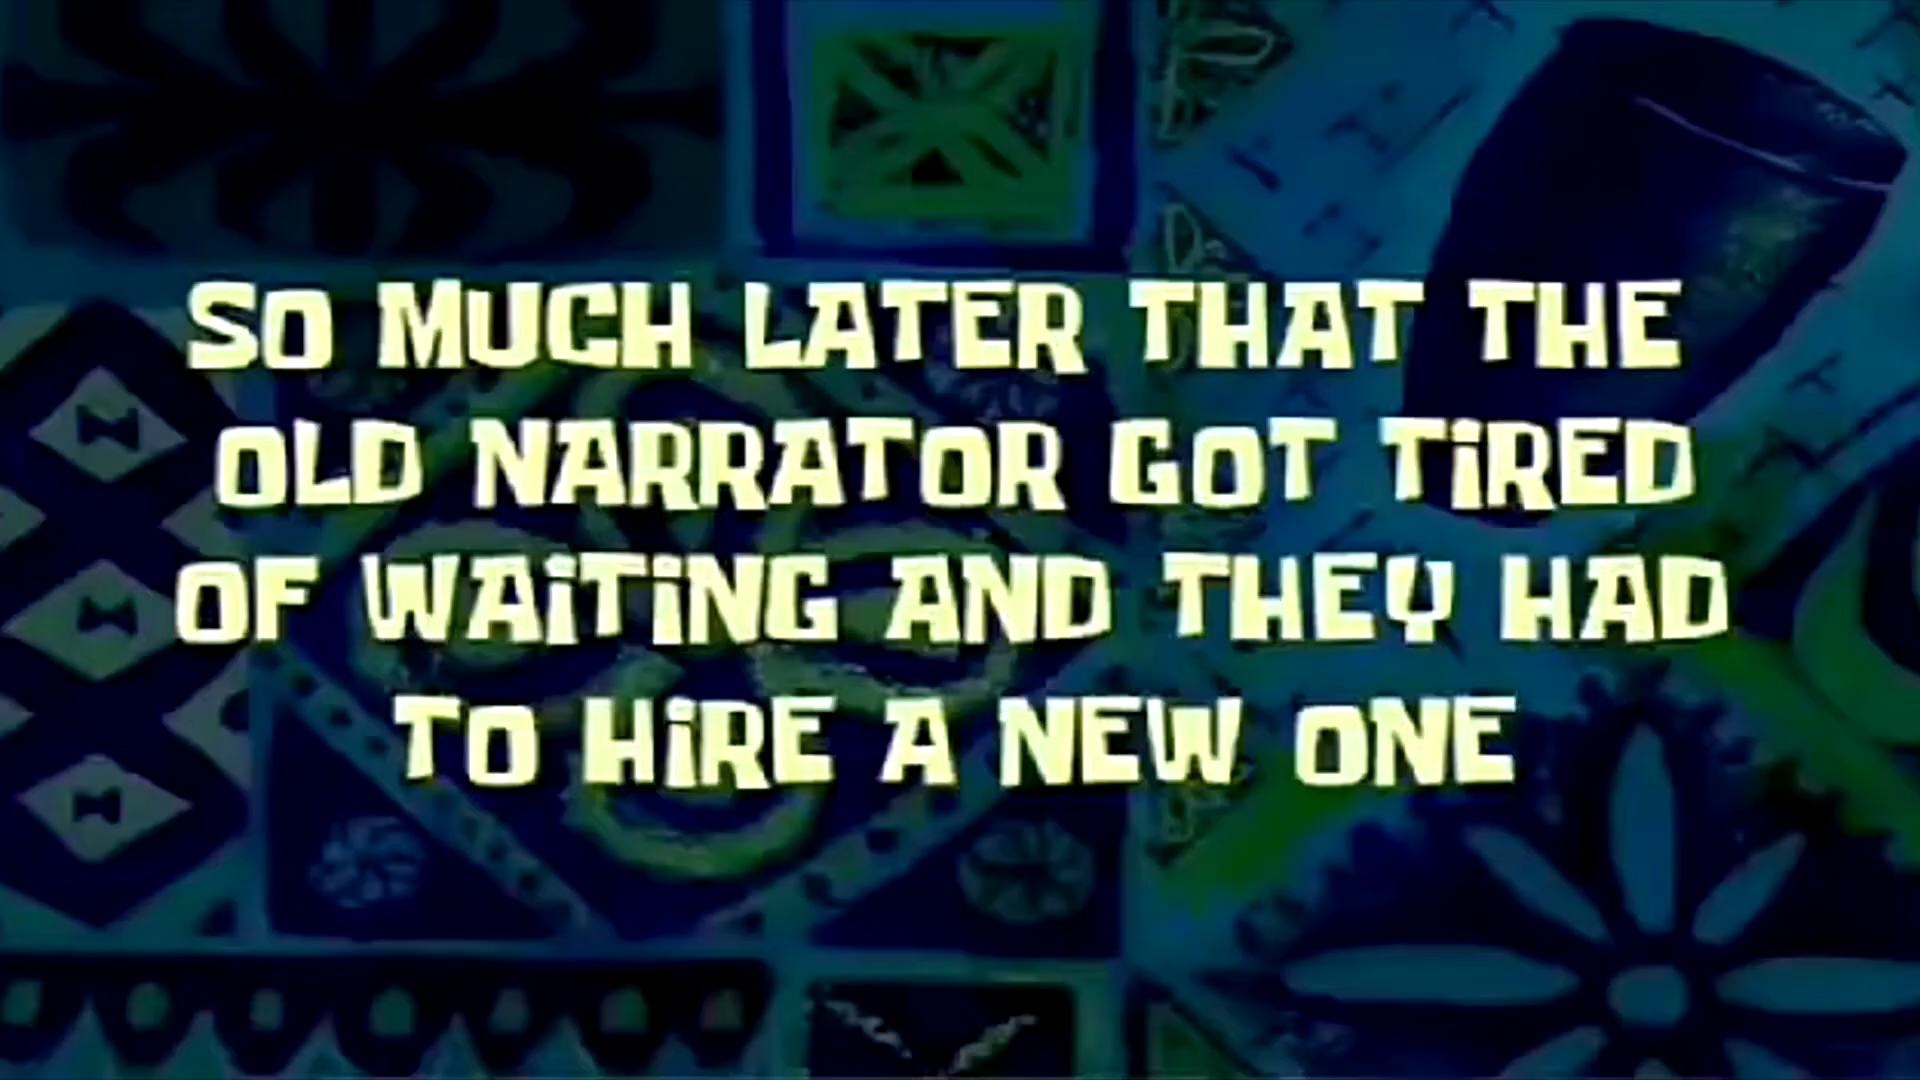 SO MUCH LATER THAT THE
OLD NARRATOR GOT TiRED
OF WAiTiNG AND THEY HAD
TO HiRE A NEW ONE